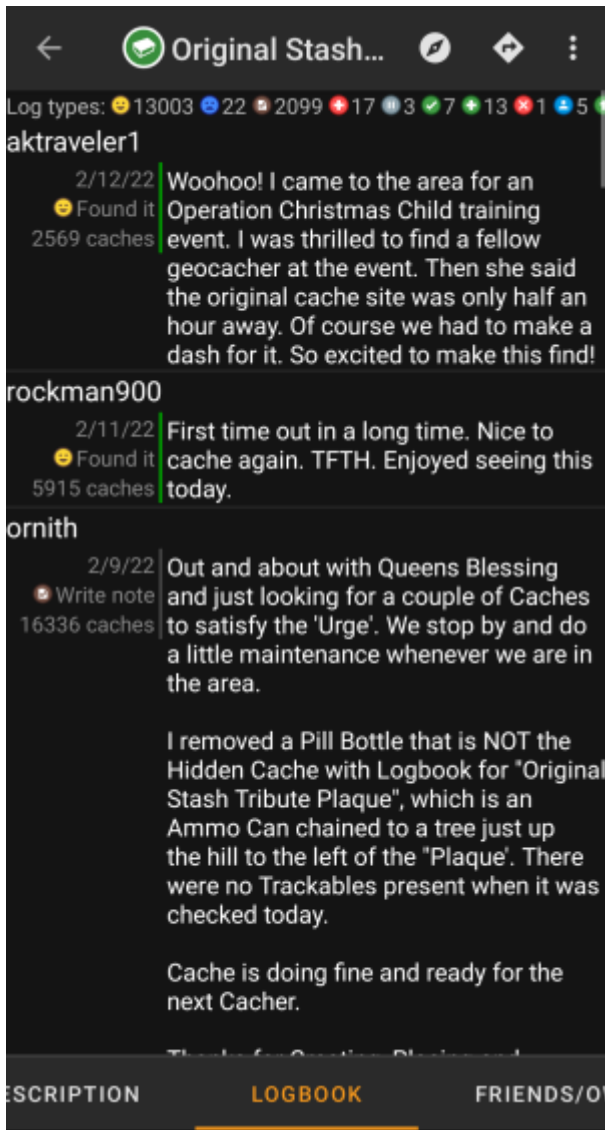 Original Stash...
Log types: 13003 22 2099 17 3 7 13 1 5
aktraveler1
2/12/22
Found it
2569 caches
Woohoo! I came to the area for an
Operation Christmas Child training
event. I was thrilled to find a fellow
geocacher at the event. Then she said
the original cache site was only half an
hour away. Of course we had to make a
dash for it. So excited to make this find!
rockman900
2/11/22
Found it
5915 caches
First time out in a long time. Nice to
cache again. TFTH. Enjoyed seeing this
today.
ornith
2/9/22
Write note
16336 caches
Out and about with Queens Blessing
and just looking for a couple of Caches
to satisfy the 'Urge'. We stop by and do
a little maintenance whenever we are in
the area.
I removed a Pill Bottle that is NOT the
Hidden Cache with Logbook for "Original
Stash Tribute Plaque", which is an
Ammo Can chained to a tree just up
the hill to the left of the "Plaque'. There
were no Trackables present when it was
checked today.
Cache is doing fine and ready for the
next Cacher.
ESCRIPTION
LOGBOOK
FRIENDS/O